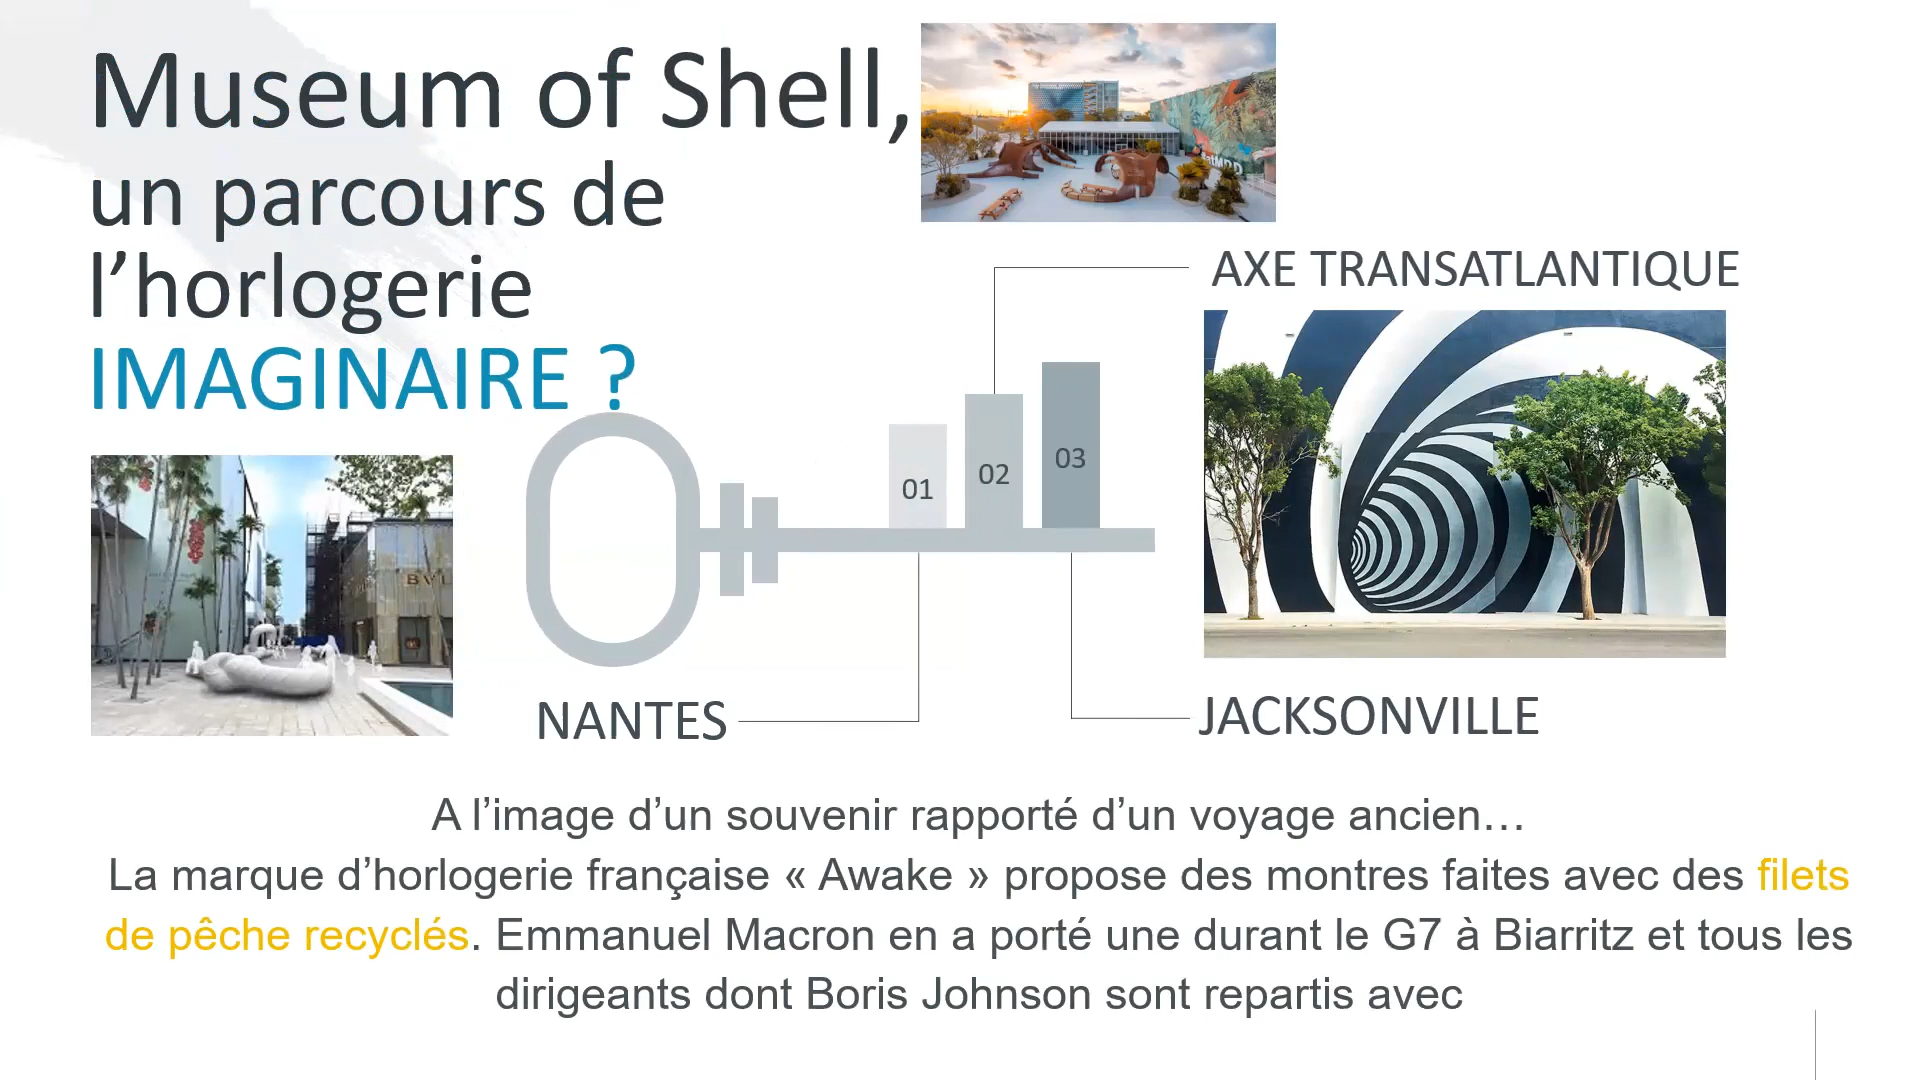 Museum of Shell,
un parcours de
l’horlogerie
IMAGINAIRE ?
AXE TRANSATLANTIQUE
01
02
03
BVL
NANTES
JACKSONVILLE
A l’image d’un souvenir rapporté d’un voyage ancien…
La marque d’horlogerie française « Awake » propose des montres faites avec des filets
de pêche recyclés. Emmanuel Macron en a porté une durant le G7 à Biarritz et tous les
dirigeants dont Boris Johnson sont repartis avec